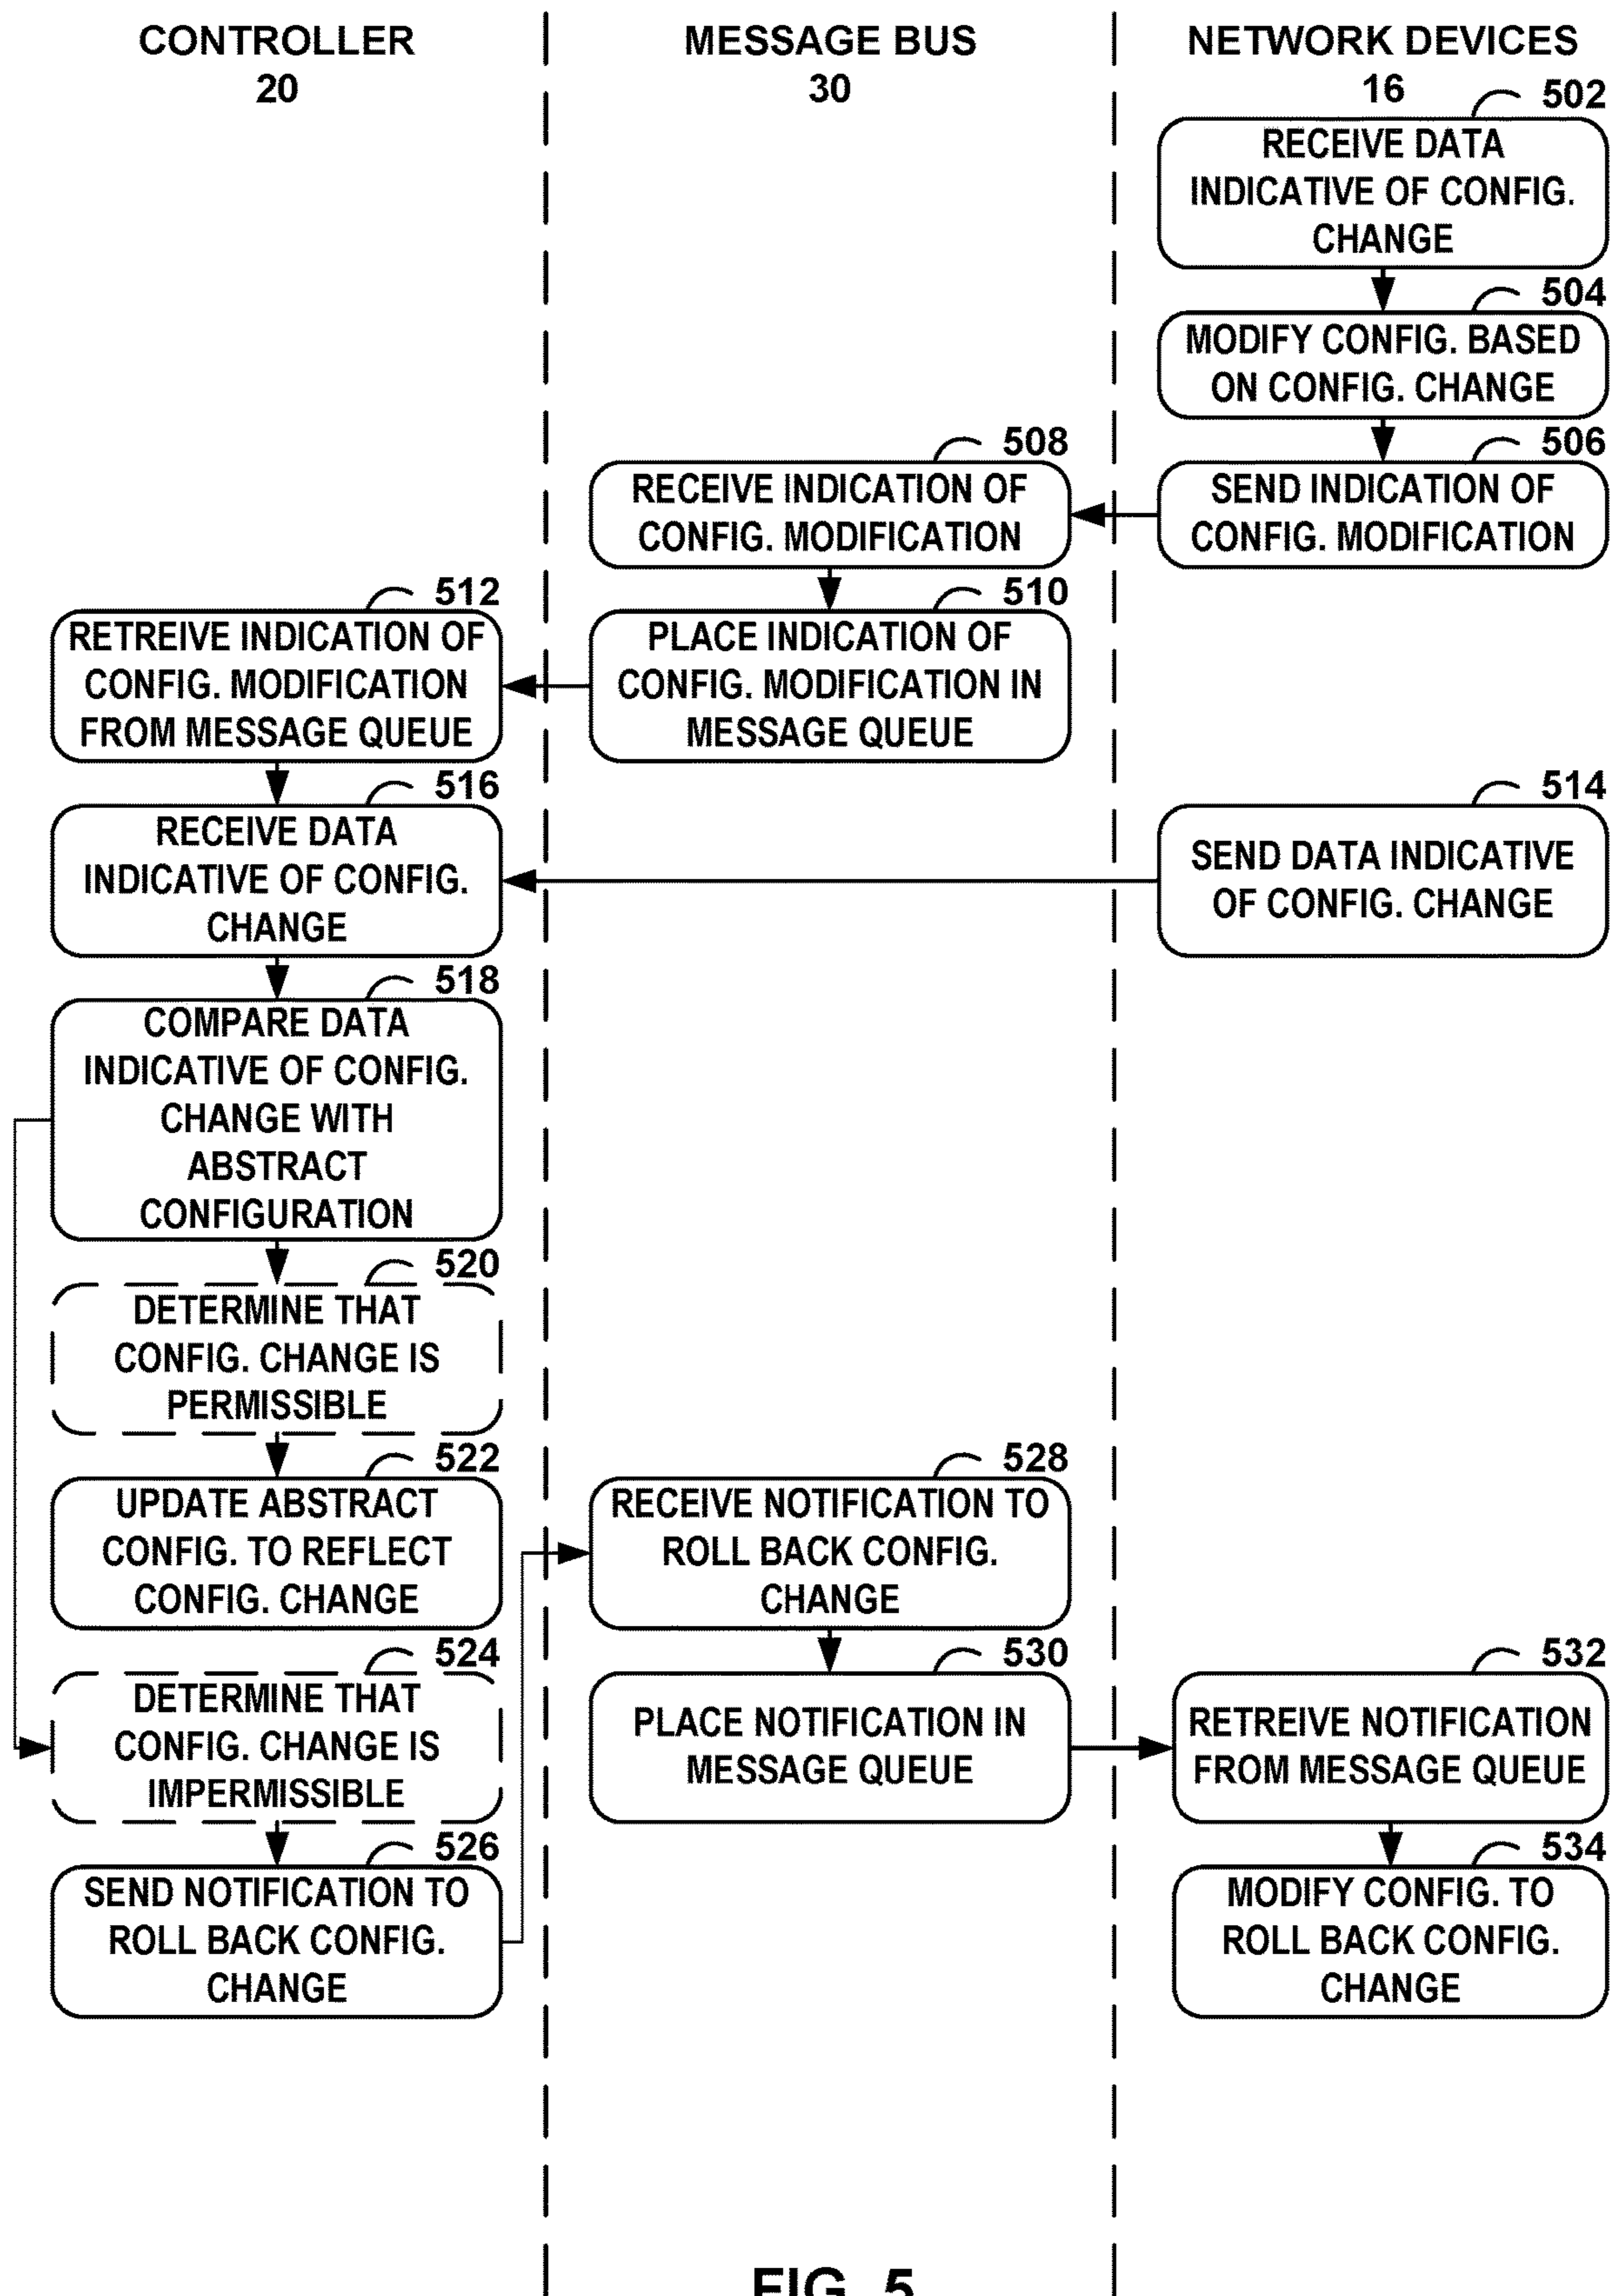 CONTROLLER
20
MESSAGE BUS
30
NETWORK DEVICES
16
502
RECEIVE DATA
INDICATIVE OF CONFIG.
CHANGE
504
MODIFY CONFIG. BASED
ON CONFIG. CHANGE
506
SEND INDICATION OF
CONFIG. MODIFICATION
508
RECEIVE INDICATION OF
CONFIG. MODIFICATION
510
PLACE INDICATION OF
CONFIG. MODIFICATION IN
MESSAGE QUEUE
512
RETREIVE INDICATION OF
CONFIG. MODIFICATION
FROM MESSAGE QUEUE
514
SEND DATA INDICATIVE
OF CONFIG. CHANGE
516
RECEIVE DATA
INDICATIVE OF CONFIG.
CHANGE
518
COMPARE DATA
INDICATIVE OF CONFIG.
CHANGE WITH
ABSTRACT
CONFIGURATION
520
DETERMINE THAT
CONFIG. CHANGE IS
PERMISSIBLE
522
UPDATE ABSTRACT
CONFIG. TO REFLECT
CONFIG. CHANGE
524
DETERMINE THAT
CONFIG. CHANGE IS
IMPERMISSIBLE
526
SEND NOTIFICATION TO
ROLL BACK CONFIG.
CHANGE
528
RECEIVE NOTIFICATION TO
ROLL BACK CONFIG.
CHANGE
530
PLACE NOTIFICATION IN
MESSAGE QUEUE
532
RETREIVE NOTIFICATION
FROM MESSAGE QUEUE
534
MODIFY CONFIG. TO
ROLL BACK CONFIG.
CHANGE
FIG. 5